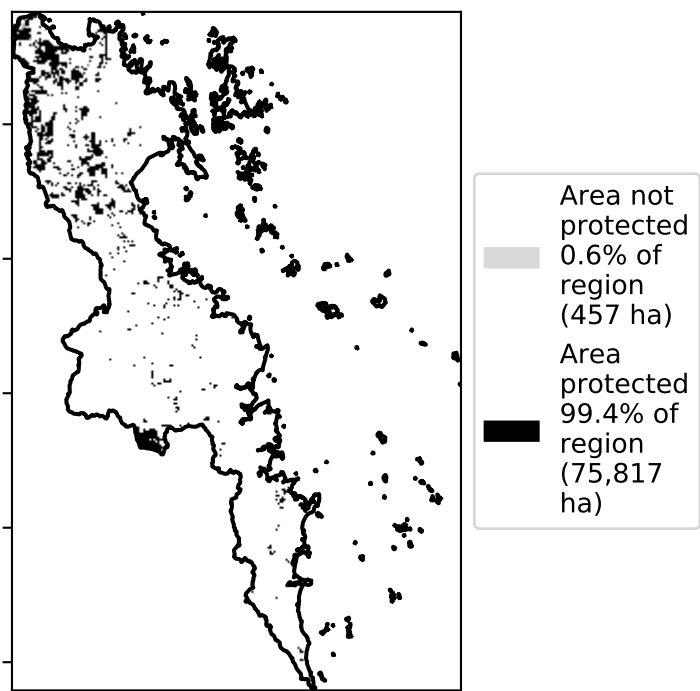 Area not
protected
0.6% of
region
(457 ha)
Area
protected
99.4% of
region
(75,817
ha)